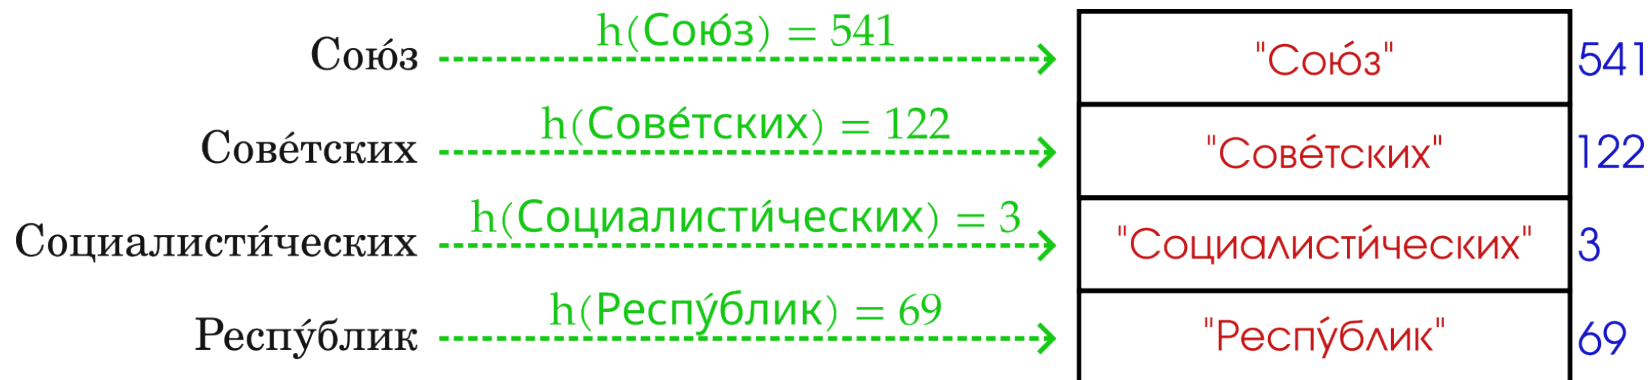 Сою́з h(Сою́з) = 541 "Сою́з" 541
Сове́тских h(Сове́тских) = 122 "Сове́тских" 122
Социалисти́ческих h(Социалисти́ческих) = 3 "Социалисти́ческих" 3
Респу́блик h(Респу́блик) = 69 "Респу́блик" 69